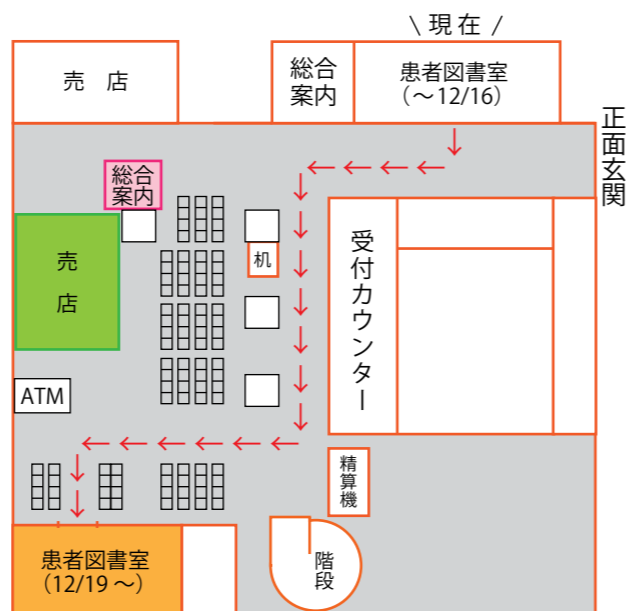 \ 現 在 /
売 店
総合
案内
患者図書室
（～12/16）
正面玄関
総合
案内
売店
机
受付カウンター
ATM
精算機
患者図書室
（12/19 ～）
階段